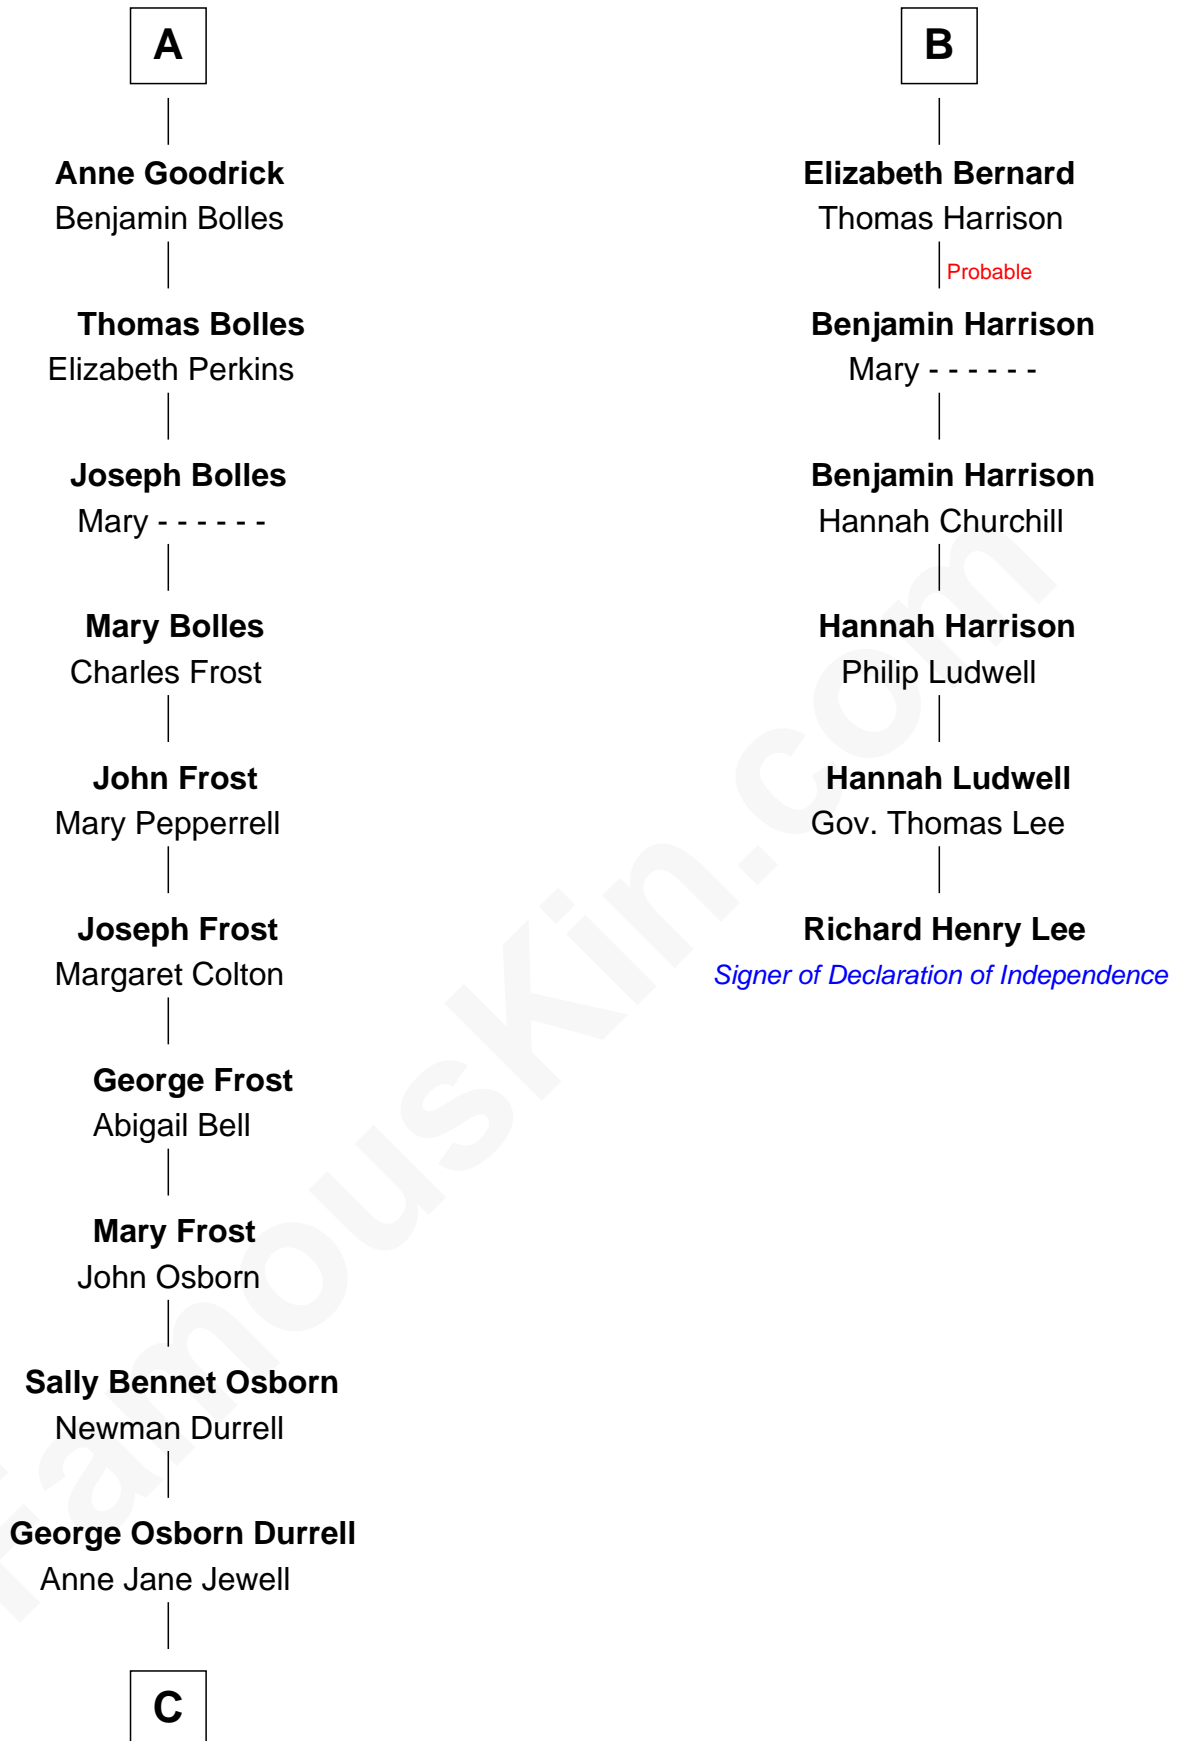 A
Anne Goodrick
Benjamin Bolles
Thomas Bolles
Elizabeth Perkins
Joseph Bolles
Mary - - - - - -
Mary Bolles
Charles Frost
John Frost
Mary Pepperrell
Joseph Frost
Margaret Colton
George Frost
Abigail Bell
Mary Frost
John Osborn
Sally Bennet Osborn
Newman Durrell
George Osborn Durrell
Anne Jane Jewell
C
B
Elizabeth Bernard
Thomas Harrison
Probable
Benjamin Harrison
Mary - - - - - -
Benjamin Harrison
Hannah Churchill
Hannah Harrison
Philip Ludwell
Hannah Ludwell
Gov. Thomas Lee
Richard Henry Lee
Signer of Declaration of Independence
FamousKin.com